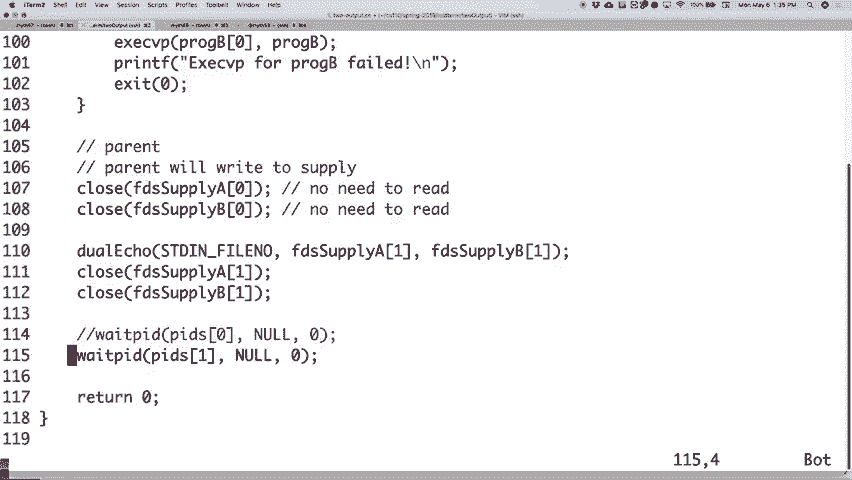 iTerm2 Shell Edit View Session Scripts Profiles Toolbelt Window Help 100% Mon May 6 1:35 PM
100 execvp(progB[0], progB);
101 printf("Execvp for progB failed!\n");
102 exit(0);
103 }
104
105 // parent
106 // parent will write to supply
107 close(fdsSupplyA[0]); // no need to read
108 close(fdsSupplyB[0]); // no need to read
109
110 dualEcho(STDIN_FILENO, fdsSupplyA[1], fdsSupplyB[1]);
111 close(fdsSupplyA[1]);
112 close(fdsSupplyB[1]);
113
114 //waitpid(pids[0], NULL, 0);
115 waitpid(pids[1], NULL, 0);
116
117 return 0;
118 }
119
115,4 Bot